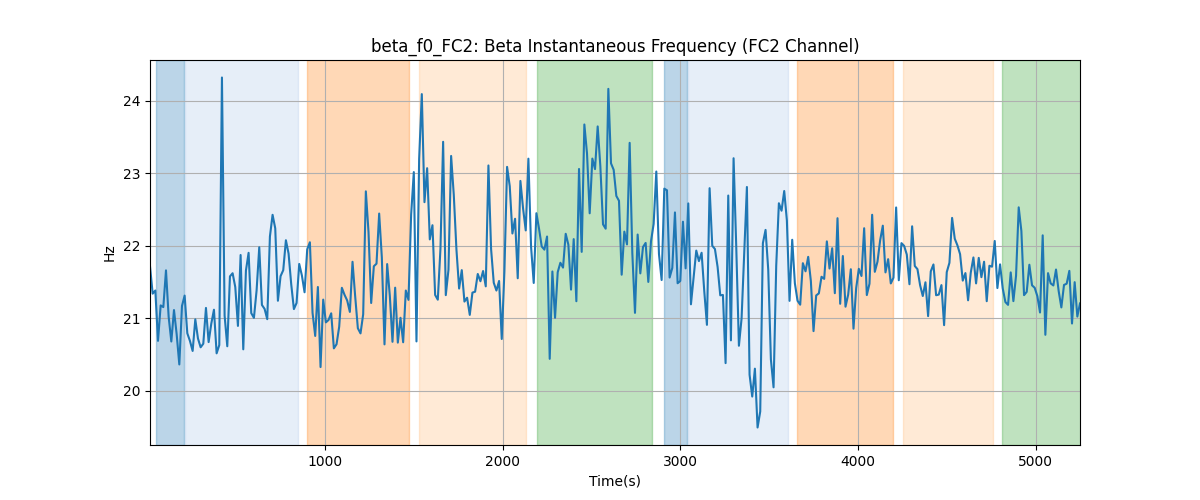 beta_f0_FC2: Beta Instantaneous Frequency (FC2 Channel)
24
23
22
21
20
Hz
1000 2000 3000 4000 5000
Time(s)